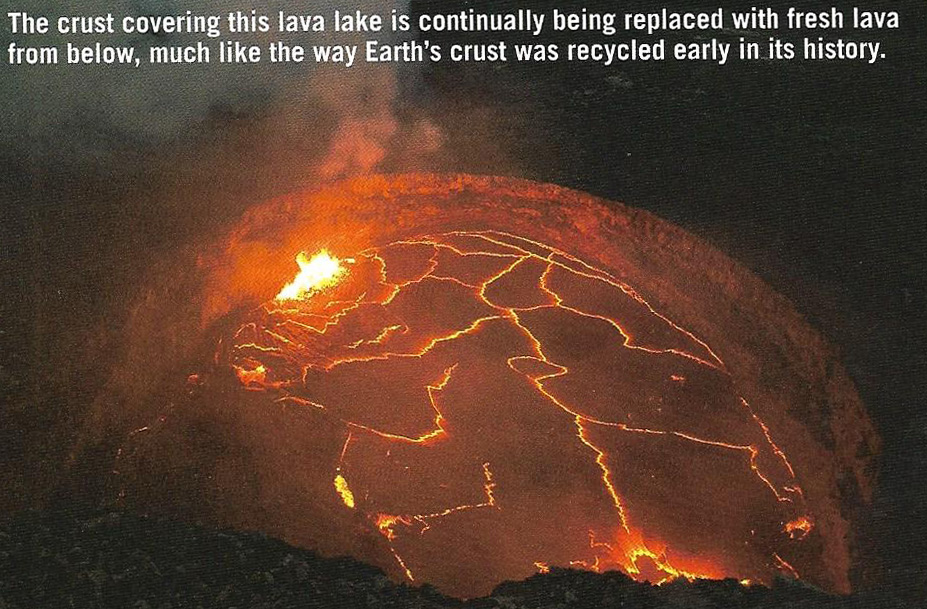 The crust covering this lava lake is continually being replaced with fresh lava
from below, much like the way Earth's crust was recycled early in its history.